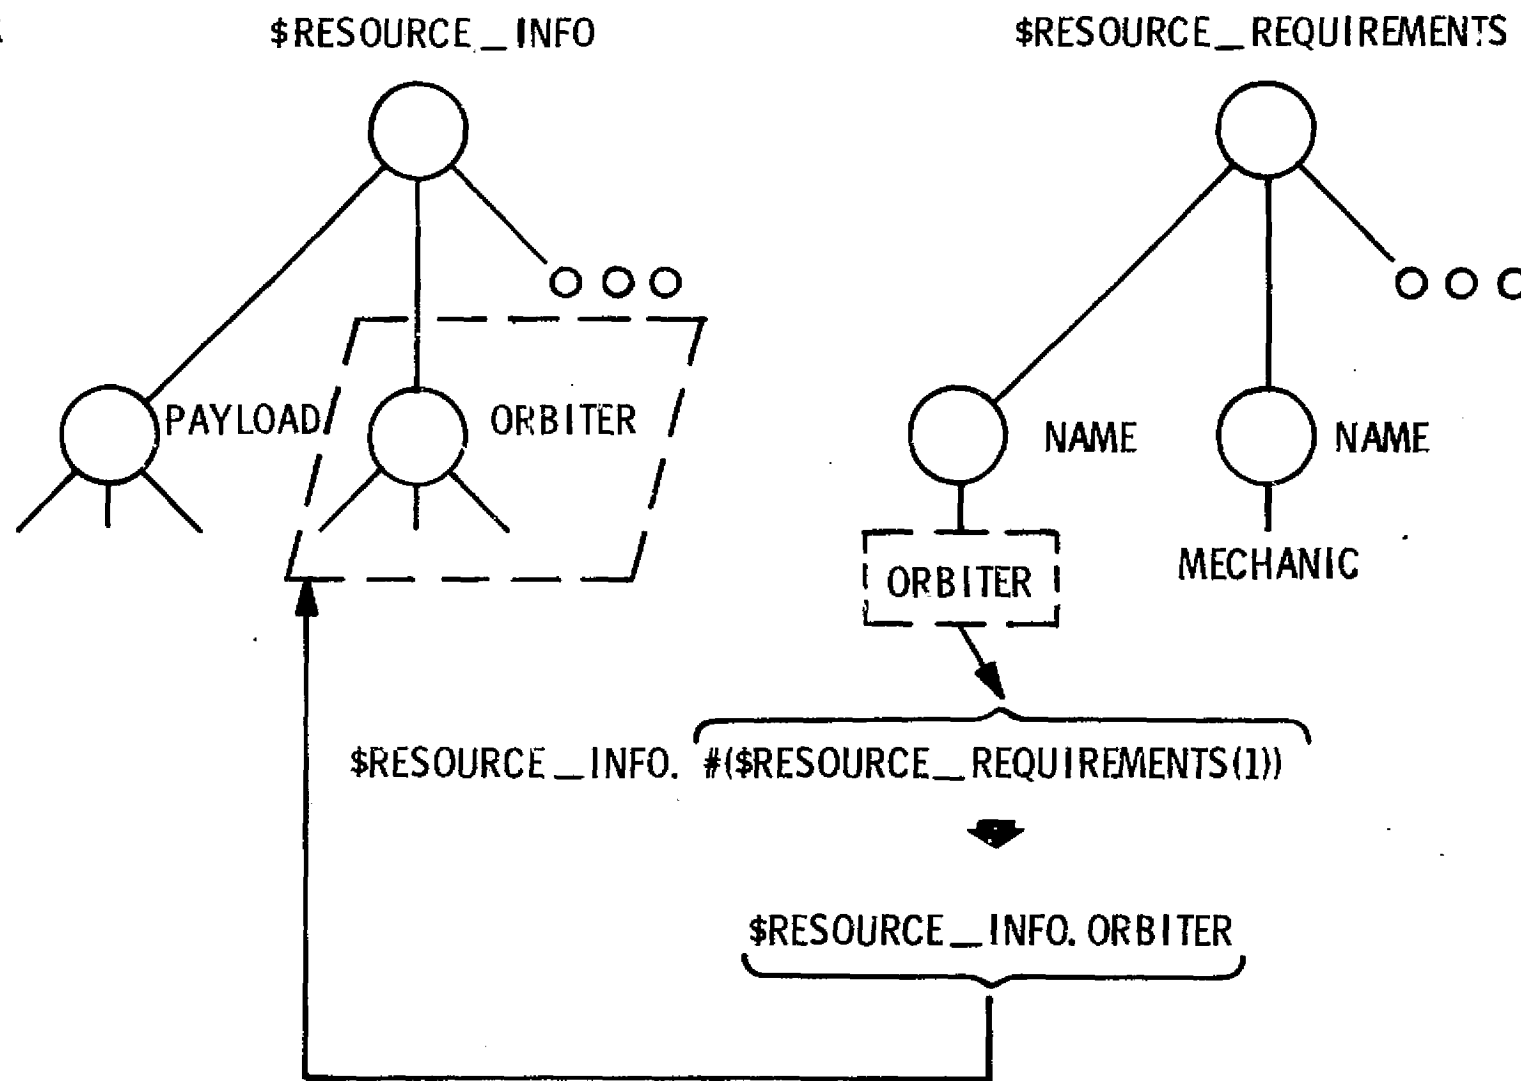 $RESOURCE_INFO
$RESOURCE_REQUIREMENTS
PAYLOAD
ORBITER
NAME
NAME
ORBITER
MECHANIC
$RESOURCE_INFO. #($RESOURCE_REQUIREMENTS(1))
$RESOURCE_INFO. ORBITER